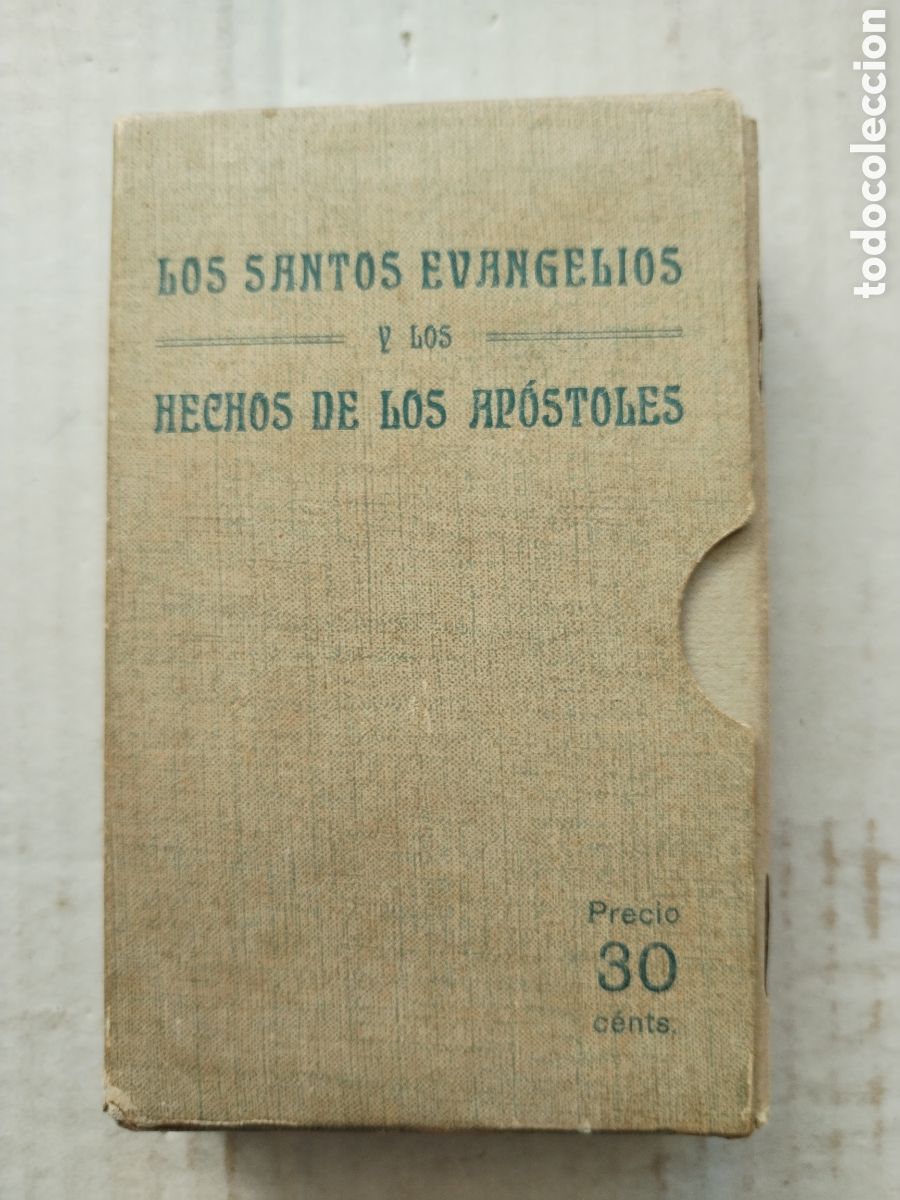 LOS SANTOS EVANGELIOS
Y LOS
HECHOS DE LOS APÓSTOLES
Precio
30
cénts.
todocoleccion